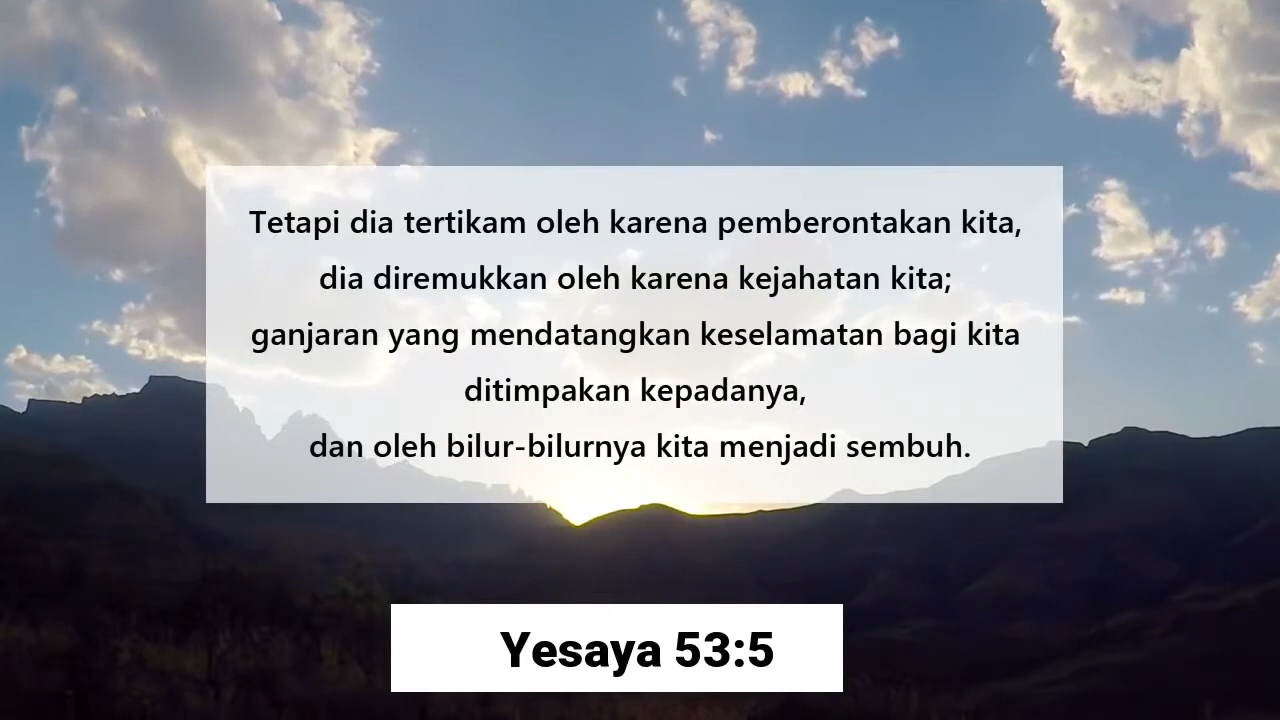 Tetapi dia tertikam oleh karena pemberontakan kita,
dia diremukkan oleh karena kejahatan kita;
ganjaran yang mendatangkan keselamatan bagi kita
ditimpakan kepadanya,
dan oleh bilur-bilurnya kita menjadi sembuh.
Yesaya 53:5